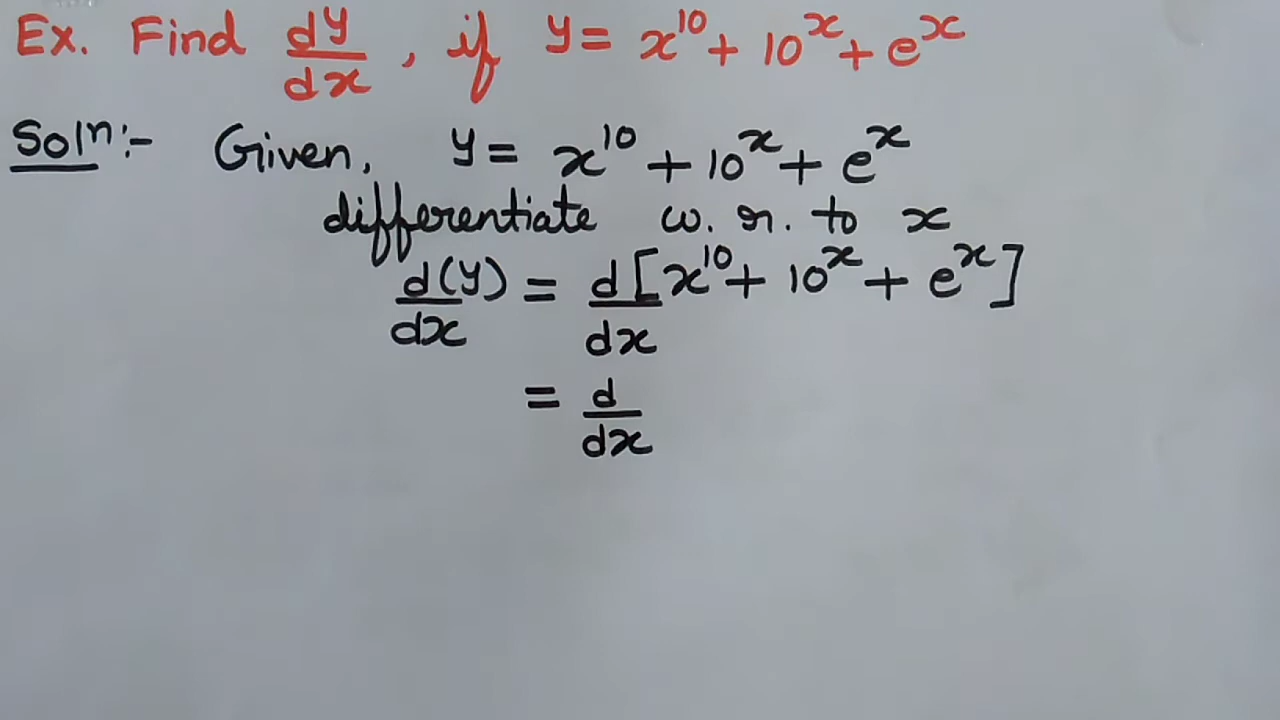 Ex. Find dy/dx, if y = x^10 + 10^x + e^x
Soln:- Given, y = x^10 + 10^x + e^x
differentiate w. r. to x
d(y)/dx = d/dx [x^10 + 10^x + e^x]
= d/dx